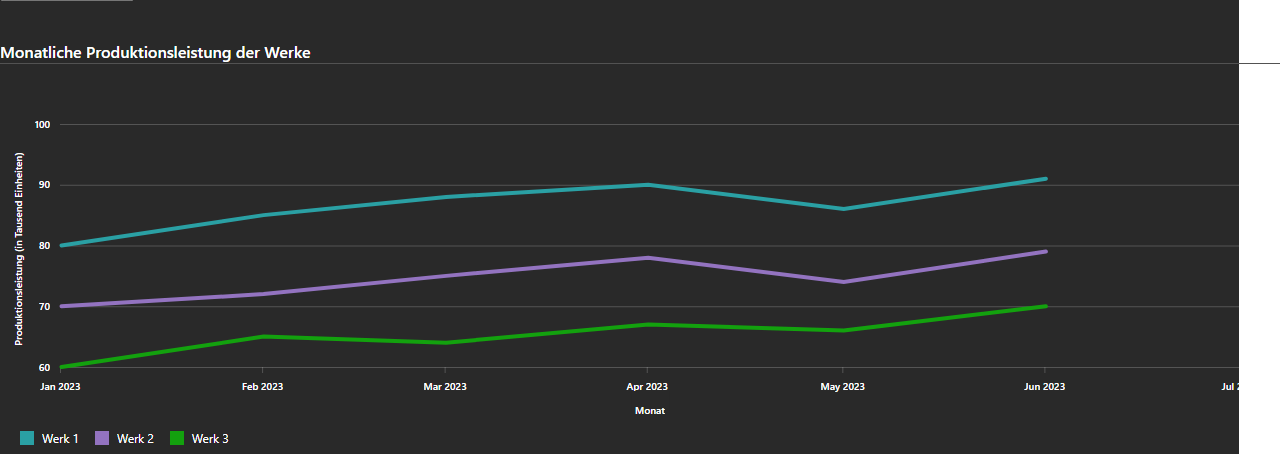 Monatliche Produktionsleistung der Werke
Produktionsleistung (in Tausend Einheiten)
100
90
80
70
60
Jan 2023 Feb 2023 Mar 2023 Apr 2023 May 2023 Jun 2023 Jul
Monat
Werk 1 Werk 2 Werk 3